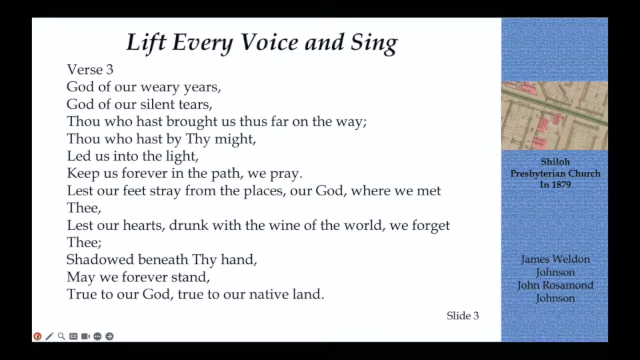 Lift Every Voice and Sing
Verse 3
God of our weary years,
God of our silent tears,
Thou who hast brought us thus far on the way;
Thou who hast by Thy might,
Led us into the light,
Keep us forever in the path, we pray.
Lest our feet stray from the places, our God, where we met
Thee,
Lest our hearts, drunk with the wine of the world, we forget
Thee;
Shadowed beneath Thy hand,
May we forever stand,
True to our God, true to our native land.
Slide 3
Shiloh
Presbyterian Church
In 1879
James Weldon
Johnson
John Rosamond
Johnson